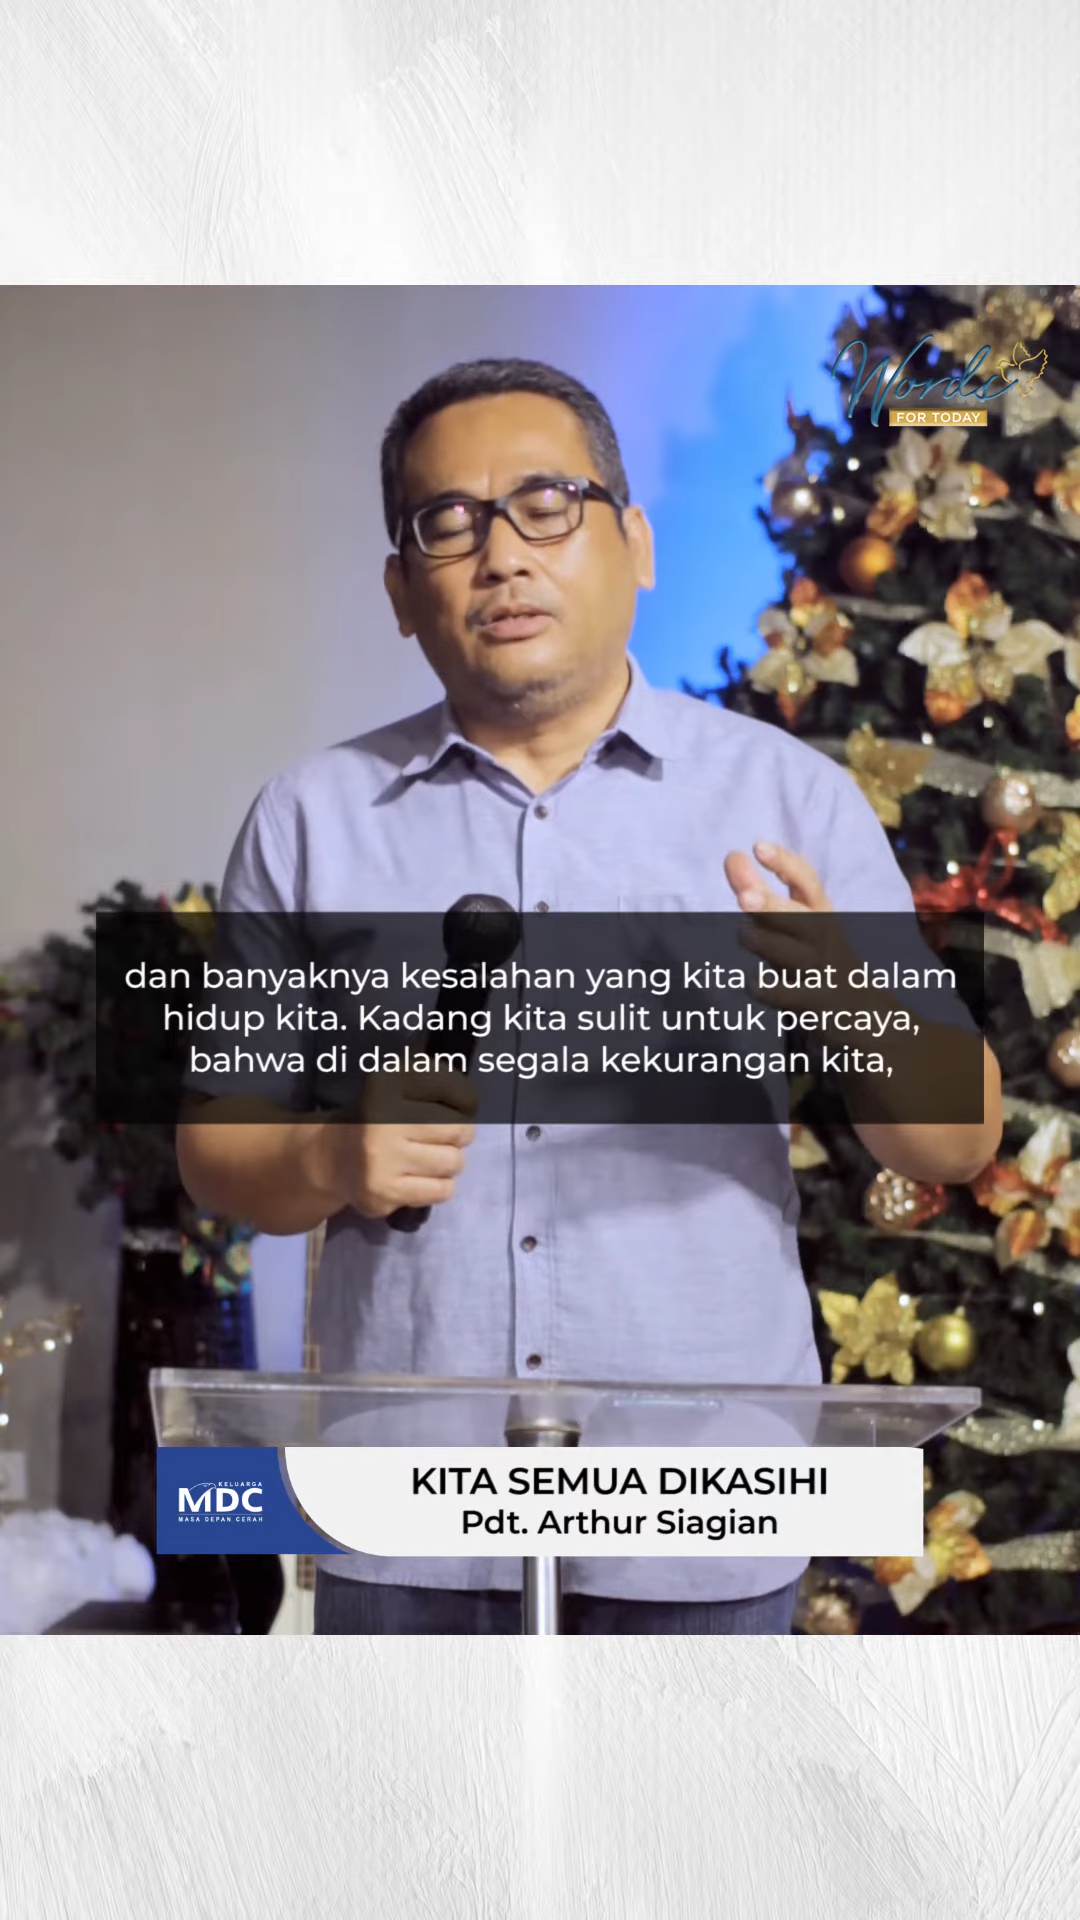 Words
FOR TODAY
dan banyaknya kesalahan yang kita buat dalam
hidup kita. Kadang kita sulit untuk percaya,
bahwa di dalam segala kekurangan kita,
KELUARGA
MDC
MASA DEPAN CERAH
KITA SEMUA DIKASIHI
Pdt. Arthur Siagian